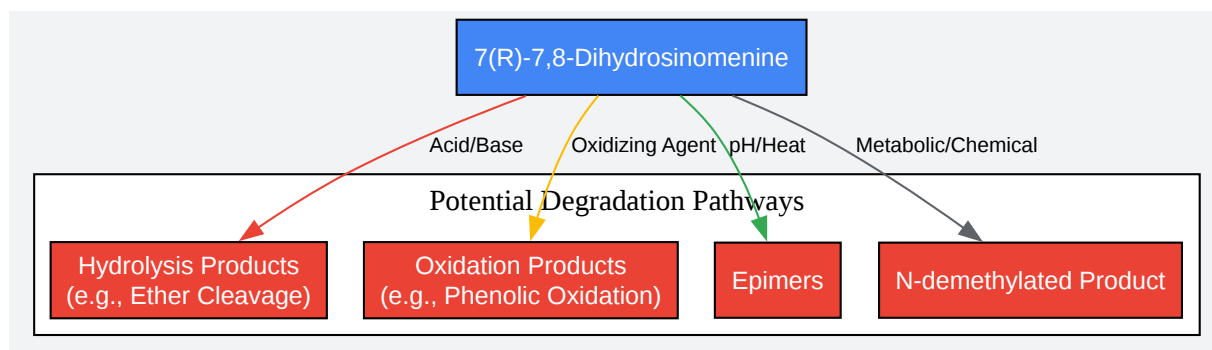 7(R)-7,8-Dihydrosinomenine
Acid/Base
Oxidizing Agent
pH/Heat
Metabolic/Chemical
Potential Degradation Pathways
Hydrolysis Products
(e.g., Ether Cleavage)
Oxidation Products
(e.g., Phenolic Oxidation)
Epimers
N-demethylated Product